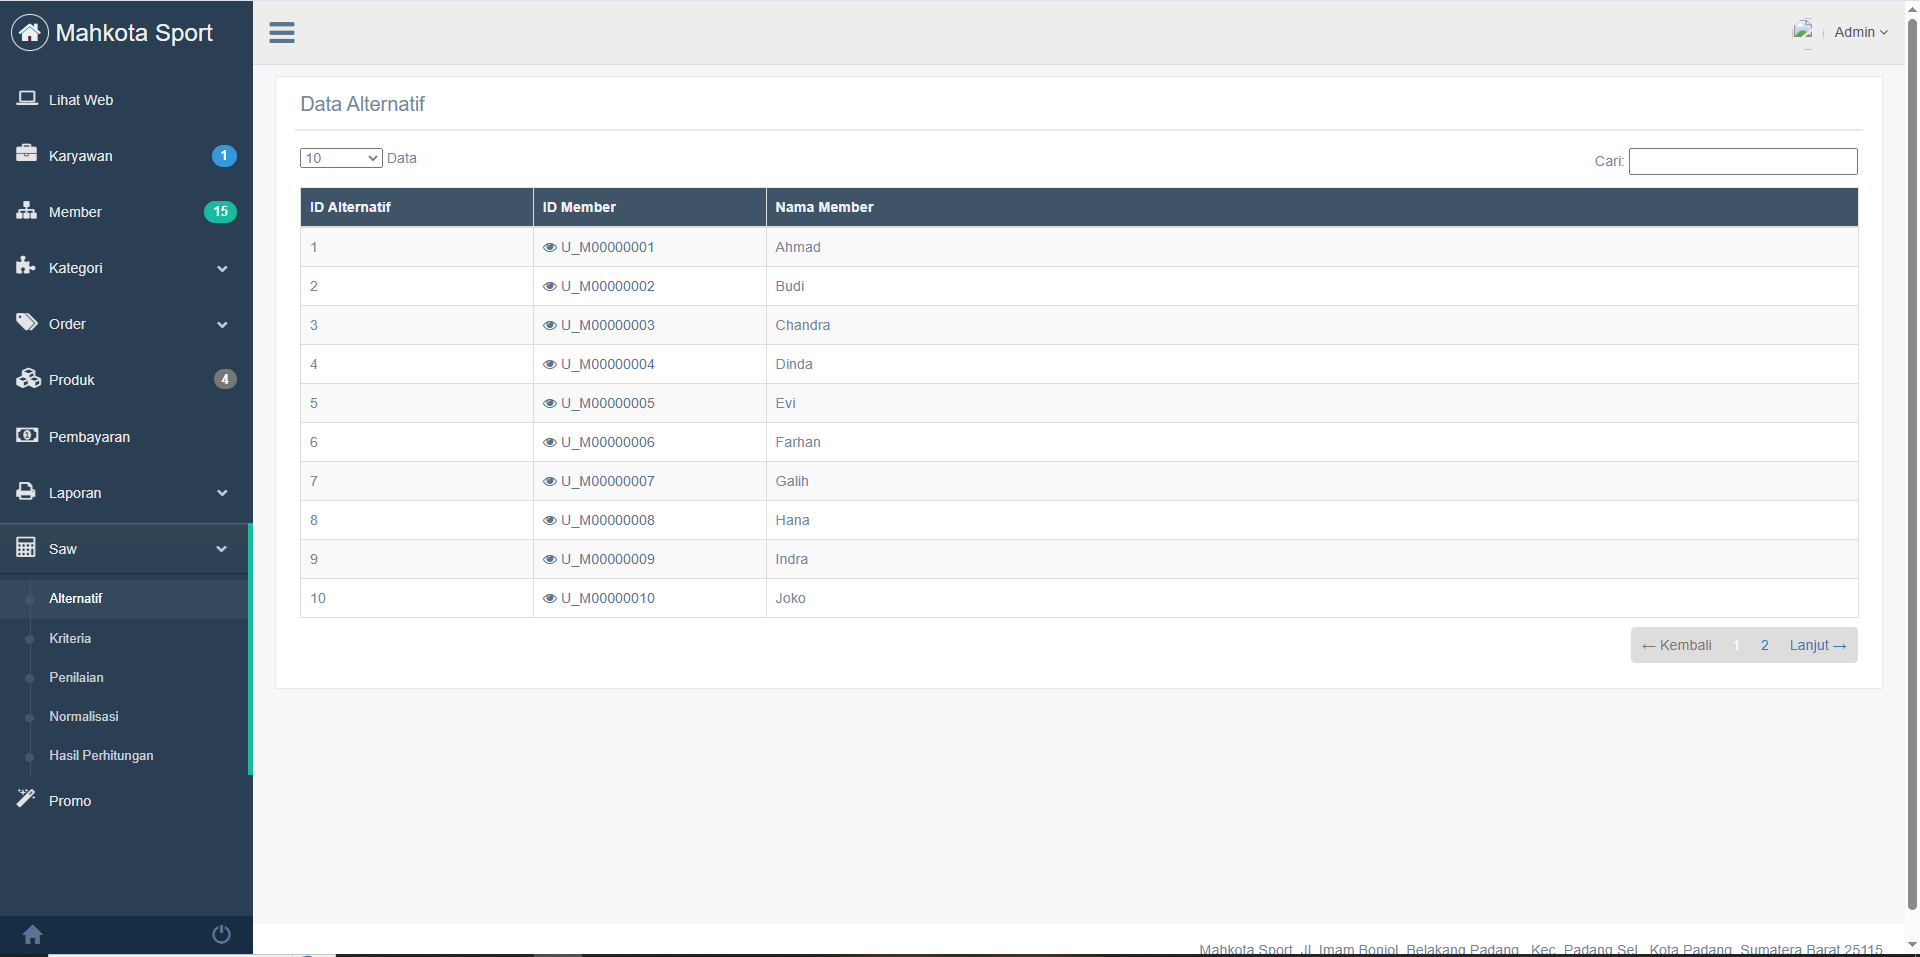 Mahkota Sport
Admin
Lihat Web
Karyawan 1
Member 15
Kategori
Order
Produk 4
Pembayaran
Laporan
Saw
Alternatif
Kriteria
Penilaian
Normalisasi
Hasil Perhitungan
Promo
Data Alternatif
10 Data
Cari:
ID Alternatif ID Member Nama Member
1 U_M00000001 Ahmad
2 U_M00000002 Budi
3 U_M00000003 Chandra
4 U_M00000004 Dinda
5 U_M00000005 Evi
6 U_M00000006 Farhan
7 U_M00000007 Galih
8 U_M00000008 Hana
9 U_M00000009 Indra
10 U_M00000010 Joko
← Kembali 1 2 Lanjut →
Mahkota Sport, Jl. Imam Bonjol, Belakang Padang, Kec. Padang Sel., Kota Padang, Sumatera Barat 25115